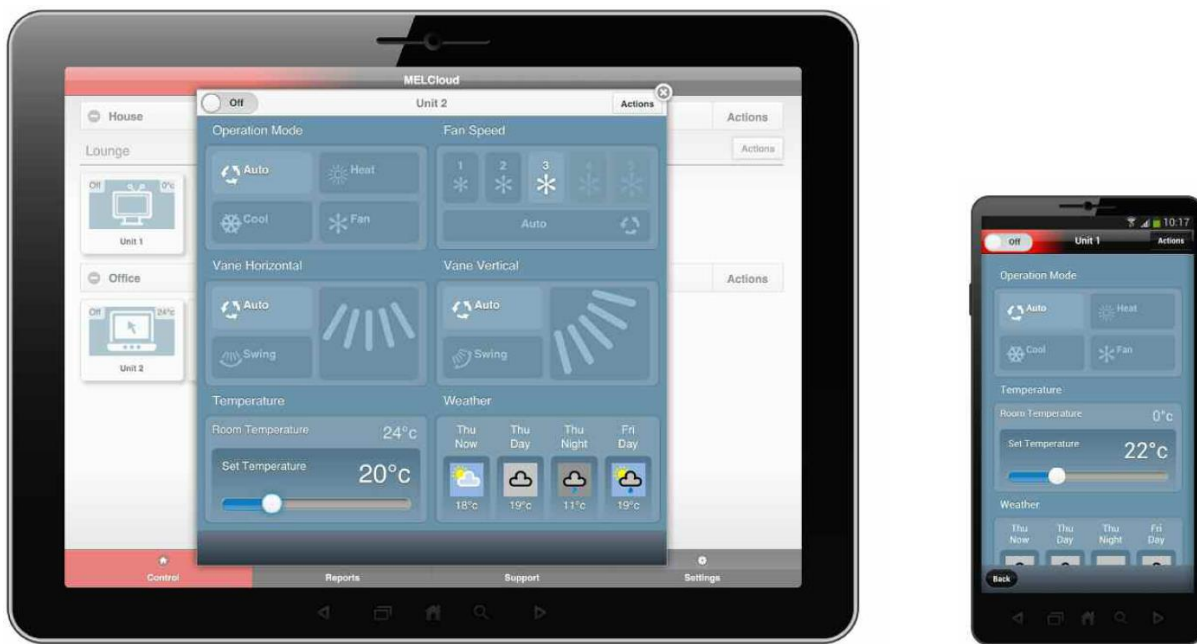 MELCloud
House
Actions
Lounge
Actions
Off
0°c
Unit 1
Office
Actions
Off
24°c
Unit 2
Off
Unit 2
Actions
Operation Mode
Auto
Heat
Cool
Fan
Fan Speed
1 2 3 4 5
Auto
Vane Horizontal
Auto
Swing
Vane Vertical
Auto
Swing
Temperature
Room Temperature 24°c
Set Temperature 20°c
Weather
Thu Thu Thu Fri
Now Day Night Day
18°c 19°c 11°c 19°c
Control Reports Support Settings
10:17
Off
Unit 1
Actions
Operation Mode
Auto
Heat
Cool
Fan
Temperature
Room Temperature 0°c
Set Temperature 22°c
Weather
Thu Thu Thu Fri
Now Day Night Day
Back